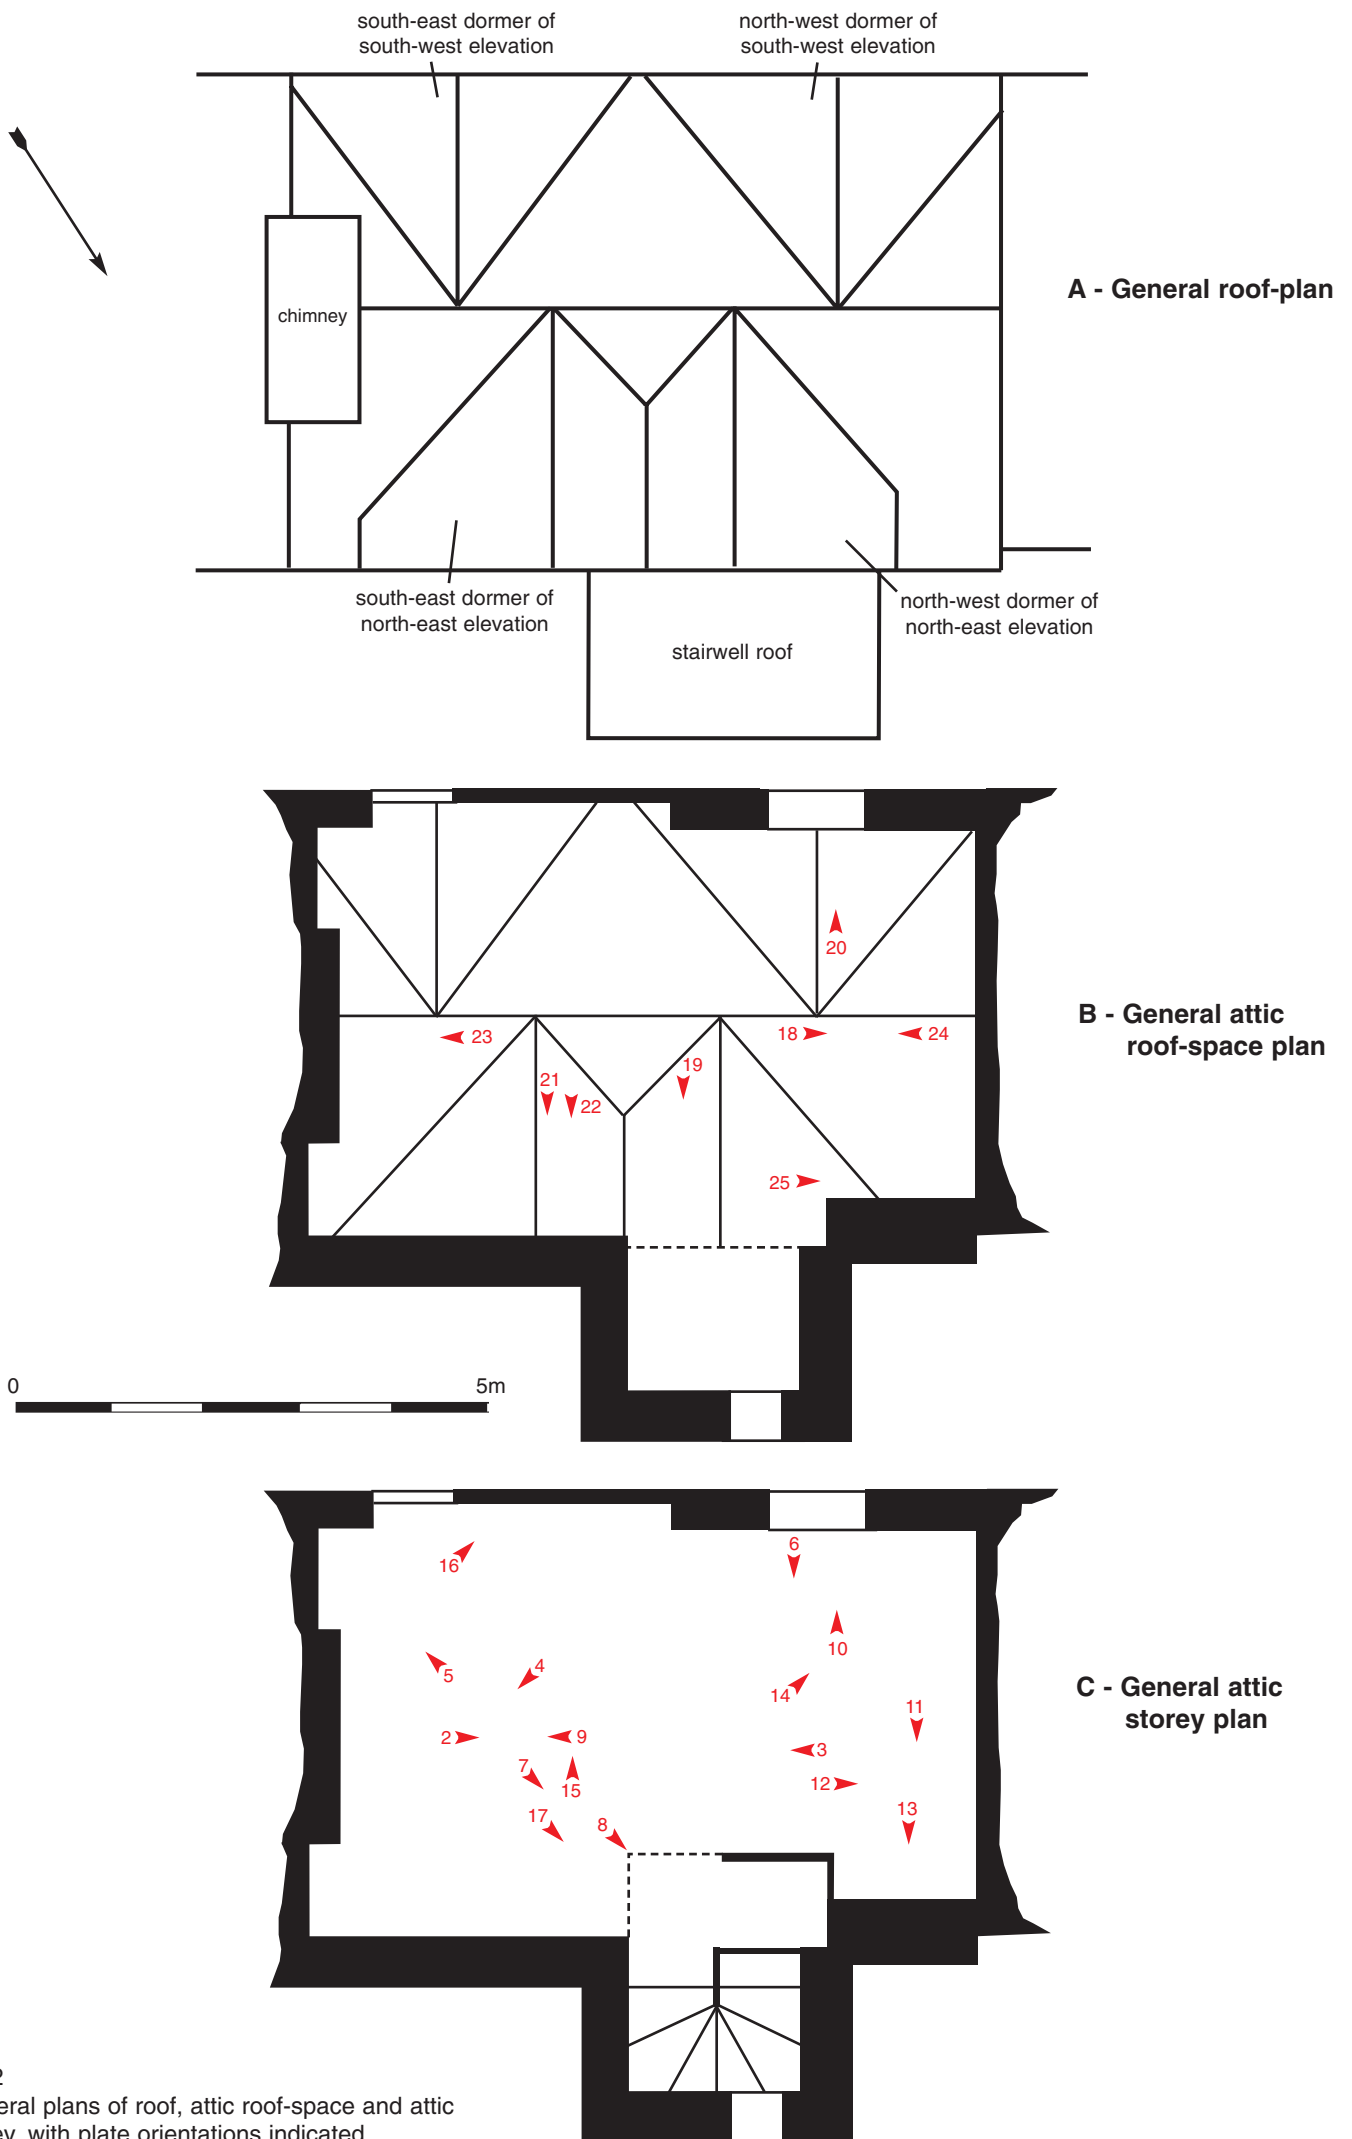 south-east dormer of
south-west elevation
north-west dormer of
south-west elevation
chimney
A - General roof-plan
south-east dormer of
north-east elevation
north-west dormer of
north-east elevation
stairwell roof
20
B - General attic
roof-space plan
23
18
24
21
19
22
25
0
5m
6
16
10
5
4
14
C - General attic
storey plan
11
2
9
3
7
15
12
17
8
13
2
eral plans of roof, attic roof-space and attic
ey, with plate orientations indicated